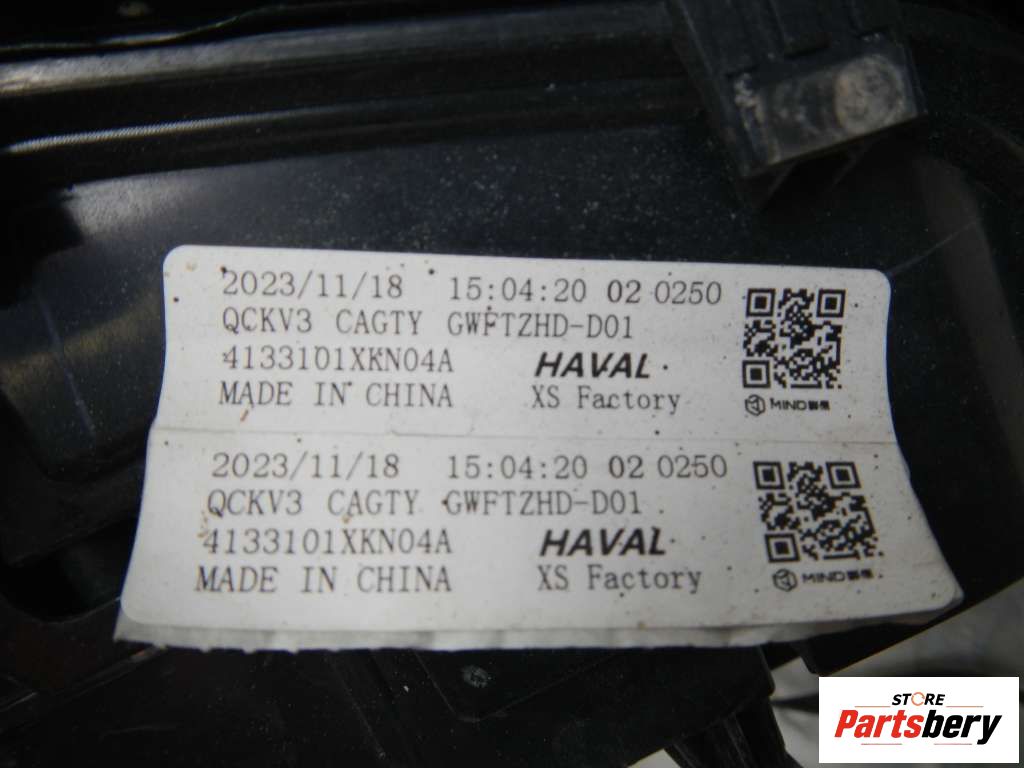 2023/11/18 15:04:20 02 0250
QCKV3 CAGTY GWFTZHD-D01
4133101XKN04A HAVAL
MADE IN CHINA XS Factory
MIND
2023/11/18 15:04:20 02 0250
QCKV3 CAGTY GWFTZHD-D01
4133101XKN04A HAVAL
MADE IN CHINA XS Factory
MIND
STORE
Partsbery